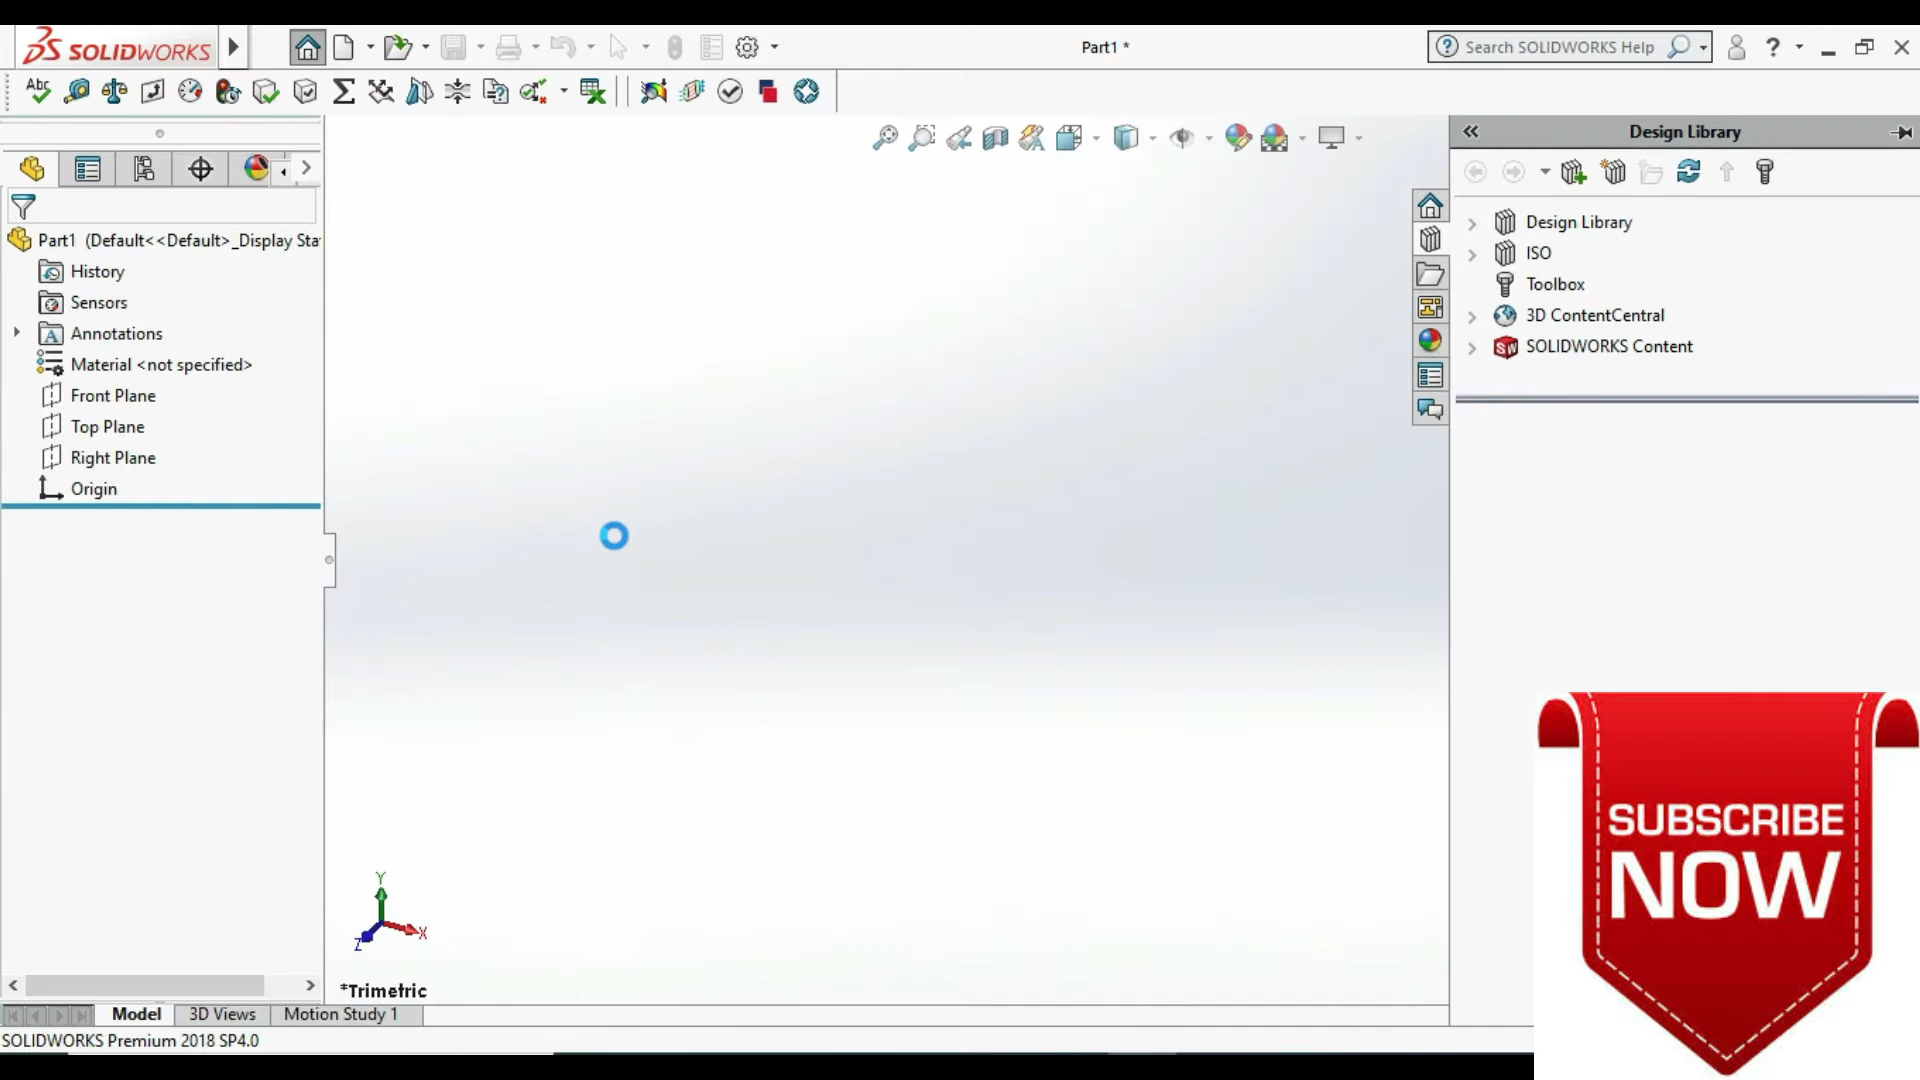 SOLIDWORKS
Part1 *
Search SOLIDWORKS Help
?
Abc
Design Library
Part1 (Default<<Default>_Display Sta
History
Sensors
Annotations
Material <not specified>
Front Plane
Top Plane
Right Plane
Origin
Design Library
ISO
Toolbox
3D ContentCentral
SOLIDWORKS Content
Y
X
Z
*Trimetric
Model
3D Views
Motion Study 1
SOLIDWORKS Premium 2018 SP4.0
SUBSCRIBE
NOW